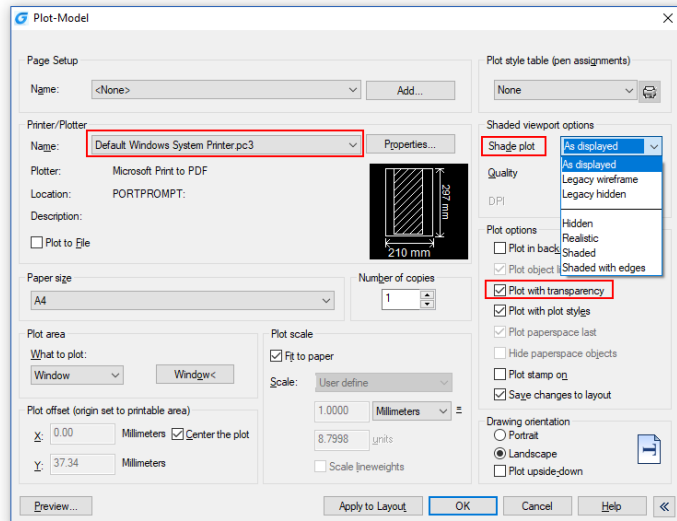 Plot-Model
Page Setup
Name: <None> Add...
Plot style table (pen assignments)
None
Printer/Plotter
Name: Default Windows System Printer.pc3 Properties...
Plotter: Microsoft Print to PDF
Location: PORTPROMPT:
Description:
Plot to File
297 mm
210 mm
Shaded viewport options
Shade plot As displayed
As displayed
Legacy wireframe
Legacy hidden
Hidden
Realistic
Shaded
Shaded with edges
Quality
DPI
Paper size
A4
Number of copies
1
Plot options
Plot in back
Plot object li
Plot with transparency
Plot with plot styles
Plot paperspace last
Hide paperspace objects
Plot stamp on
Save changes to layout
Plot area
What to plot:
Window Window<
Plot scale
Fit to paper
Scale: User define
1.0000 Millimeters =
8.7998 units
Scale lineweights
Plot offset (origin set to printable area)
X: 0.00 Millimeters Center the plot
Y: 37.34 Millimeters
Drawing orientation
Portrait
Landscape
Plot upside-down
Preview... Apply to Layout OK Cancel Help